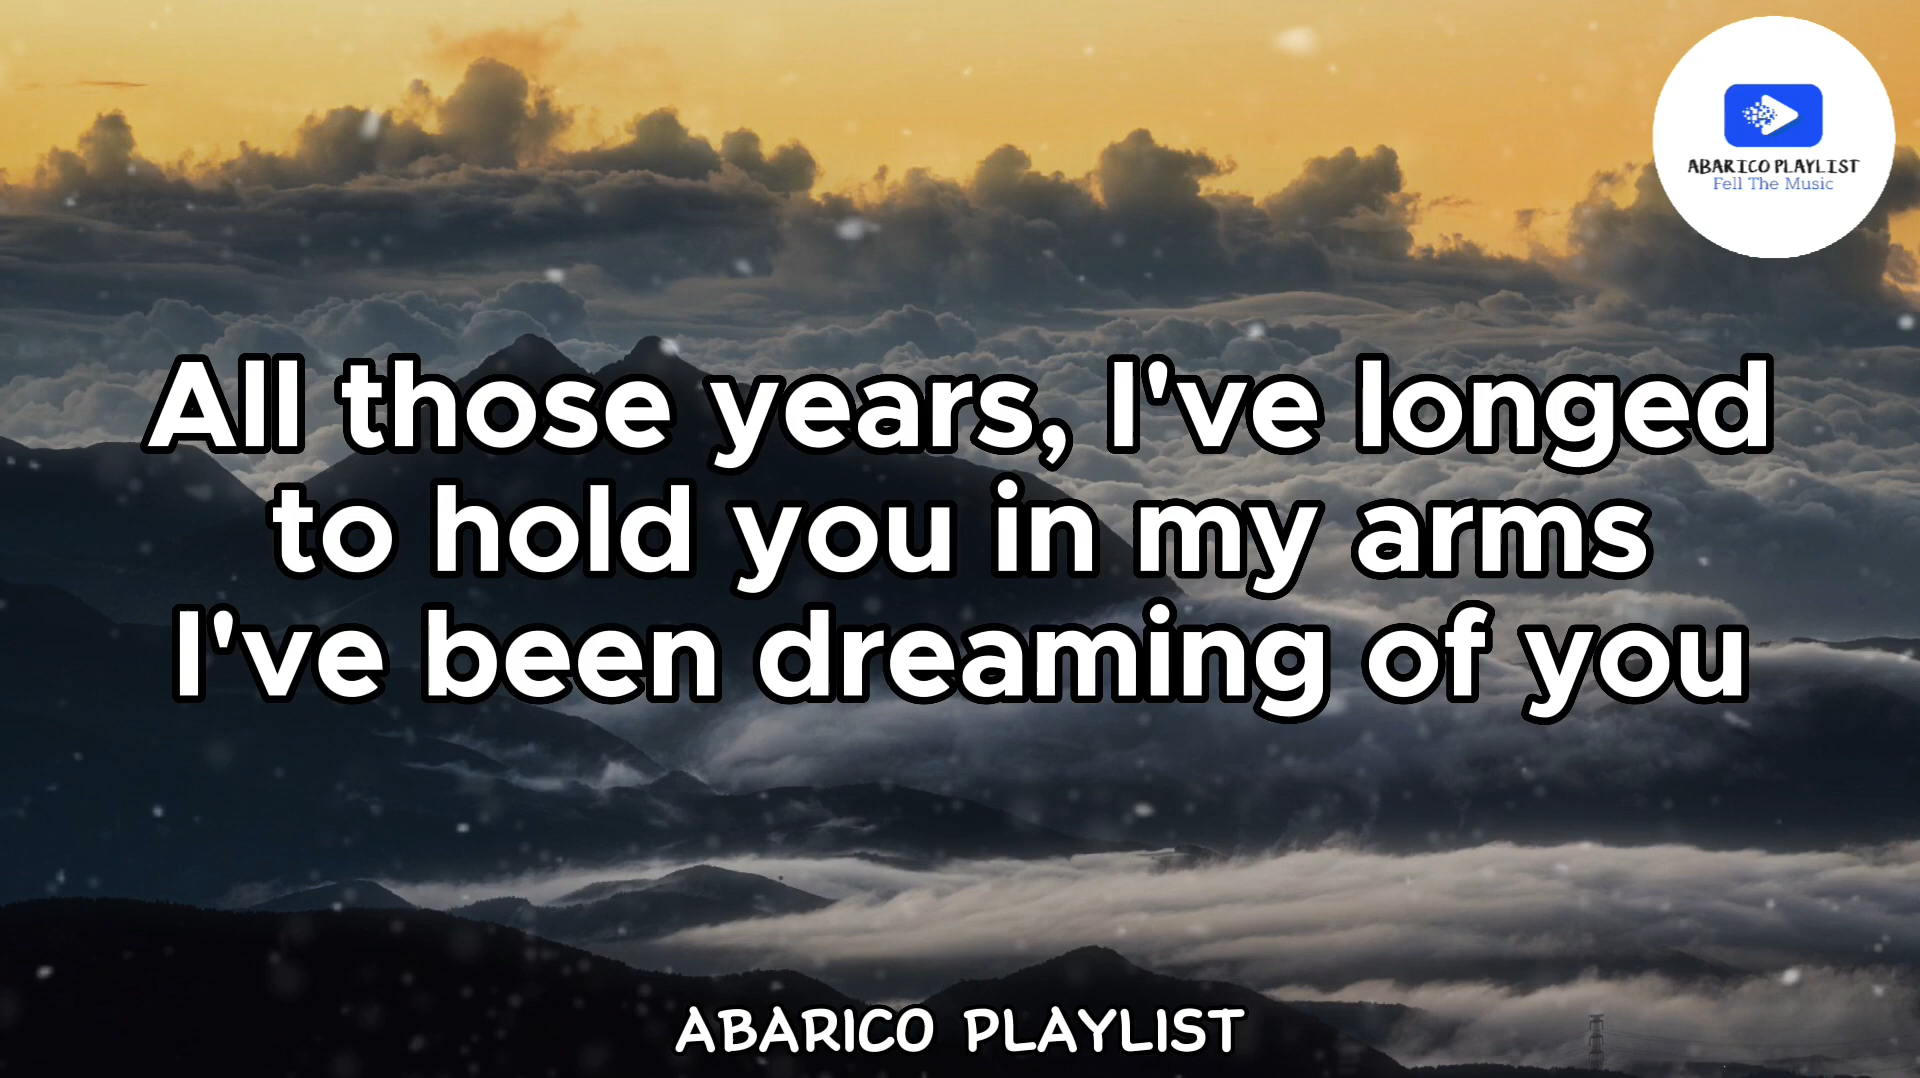 ABARICO PLAYLIST
Fell The Music
All those years, I've longed
to hold you in my arms
I've been dreaming of you
ABARICO PLAYLIST